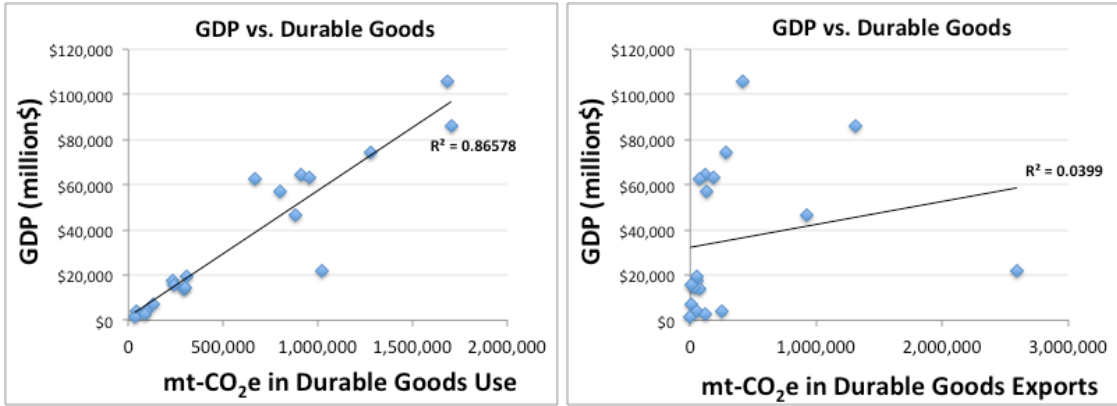 GDP vs. Durable Goods
$120,000
$100,000
$80,000
$60,000
$40,000
$20,000
$0
GDP (million$)
R² = 0.86578
0 500,000 1,000,000 1,500,000 2,000,000
mt-CO₂e in Durable Goods Use
GDP vs. Durable Goods
$120,000
$100,000
$80,000
$60,000
$40,000
$20,000
$0
GDP (million$)
R² = 0.0399
0 1,000,000 2,000,000 3,000,000
mt-CO₂e in Durable Goods Exports